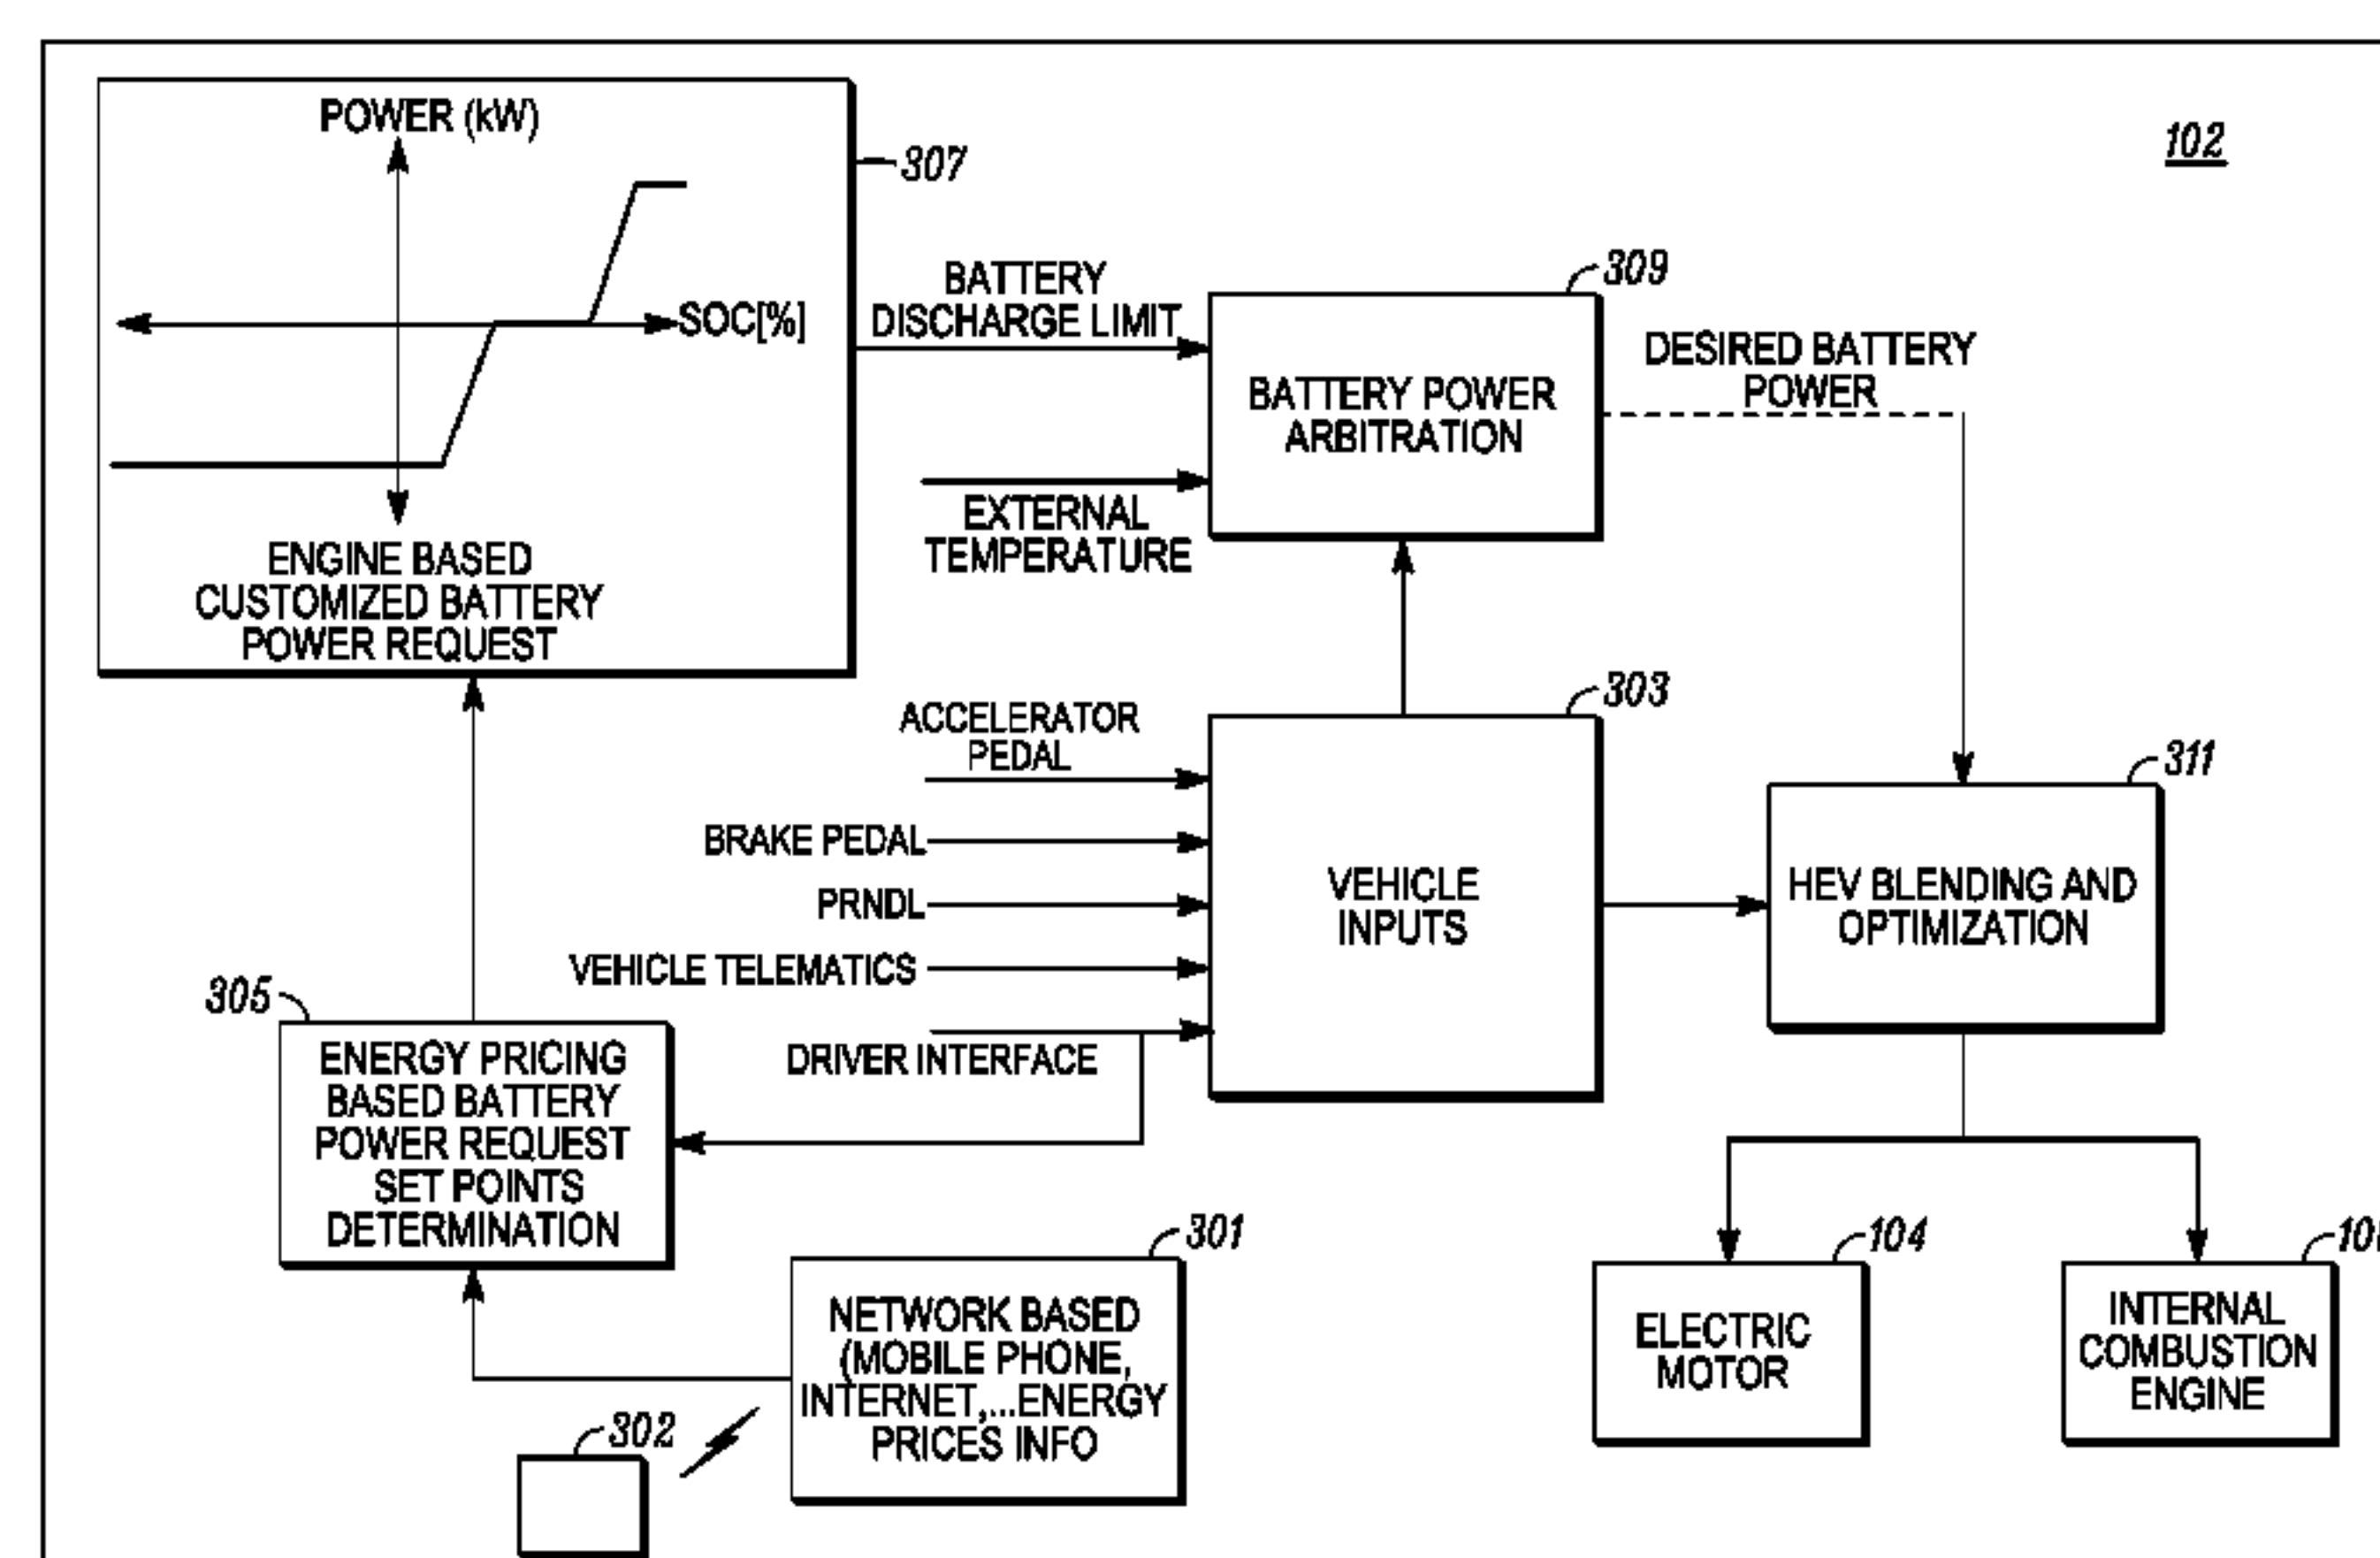 POWER (kW)
307
102
SOC[%]
ENGINE BASED
CUSTOMIZED BATTERY
POWER REQUEST
BATTERY
DISCHARGE LIMIT
EXTERNAL
TEMPERATURE
309
BATTERY POWER
ARBITRATION
DESIRED BATTERY
POWER
303
ACCELERATOR
PEDAL
BRAKE PEDAL
PRNDL
VEHICLE TELEMATICS
DRIVER INTERFACE
VEHICLE
INPUTS
311
HEV BLENDING AND
OPTIMIZATION
305
ENERGY PRICING
BASED BATTERY
POWER REQUEST
SET POINTS
DETERMINATION
301
NETWORK BASED
(MOBILE PHONE,
INTERNET,...ENERGY
PRICES INFO
302
104
ELECTRIC
MOTOR
INTERNAL
COMBUSTION
ENGINE